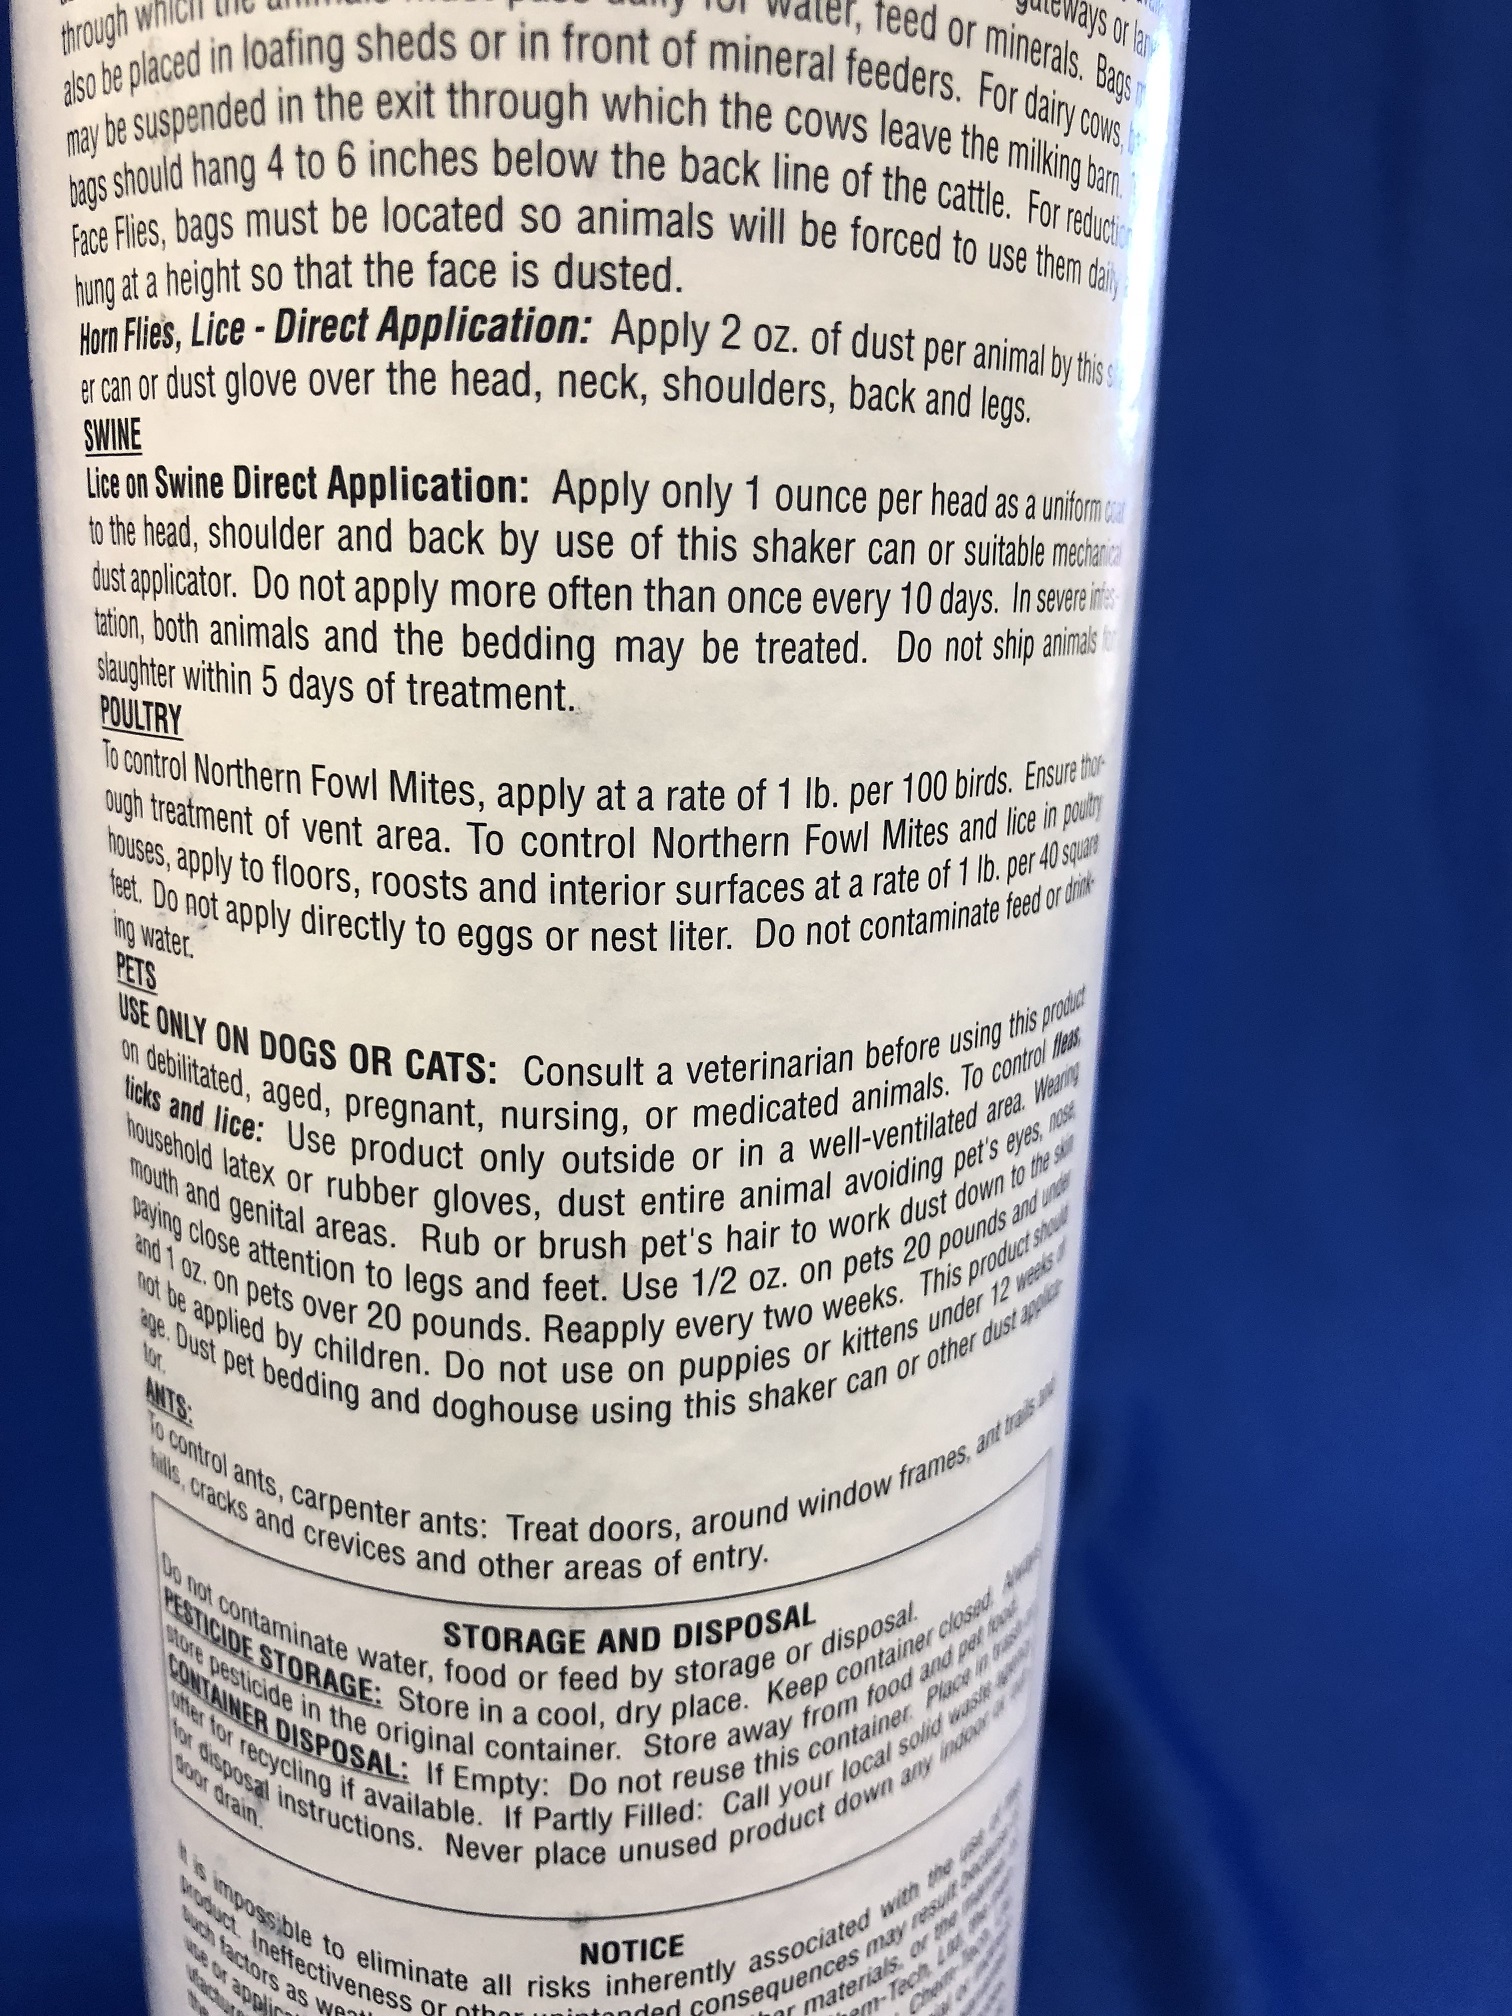 through which the animals must pass daily for water, feed or minerals. Bags
also be placed in loafing sheds or in front of mineral feeders. For dairy cows,
may be suspended in the exit through which the cows leave the milking barn.
bags should hang 4 to 6 inches below the back line of the cattle. For reduction
Face Flies, bags must be located so animals will be forced to use them daily
hung at a height so that the face is dusted.
Horn Flies, Lice - Direct Application: Apply 2 oz. of dust per animal by this
er can or dust glove over the head, neck, shoulders, back and legs.
SWINE
Lice on Swine Direct Application: Apply only 1 ounce per head as a uniform coat
to the head, shoulder and back by use of this shaker can or suitable mechanical
dust applicator. Do not apply more often than once every 10 days. In severe infes-
tation, both animals and the bedding may be treated. Do not ship animals for
slaughter within 5 days of treatment.
POULTRY
To control Northern Fowl Mites, apply at a rate of 1 lb. per 100 birds. Ensure thor-
ough treatment of vent area. To control Northern Fowl Mites and lice in poultry
houses, apply to floors, roosts and interior surfaces at a rate of 1 lb. per 40 square
feet. Do not apply directly to eggs or nest liter. Do not contaminate feed or drink-
ing water.
PETS
USE ONLY ON DOGS OR CATS: Consult a veterinarian before using this product
on debilitated, aged, pregnant, nursing, or medicated animals. To control fleas,
ticks and lice: Use product only outside or in a well-ventilated area. Wearing
household latex or rubber gloves, dust entire animal avoiding pet's eyes, nose,
mouth and genital areas. Rub or brush pet's hair to work dust down to the skin
paying close attention to legs and feet. Use 1/2 oz. on pets 20 pounds and under
and 1 oz. on pets over 20 pounds. Reapply every two weeks. This product should
not be applied by children. Do not use on puppies or kittens under 12 weeks of
age. Dust pet bedding and doghouse using this shaker can or other dust applica-
tor.
ANTS:
To control ants, carpenter ants: Treat doors, around window frames, ant trails and
hills, cracks and crevices and other areas of entry.
STORAGE AND DISPOSAL
Do not contaminate water, food or feed by storage or disposal.
PESTICIDE STORAGE: Store in a cool, dry place. Keep container closed. Always
store pesticide in the original container. Store away from food and pet food.
CONTAINER DISPOSAL: If Empty: Do not reuse this container. Place in trash or
offer for recycling if available. If Partly Filled: Call your local solid waste agency
for disposal instructions. Never place unused product down any indoor or out
door drain.
NOTICE
It is impossible to eliminate all risks inherently associated with the use of this
product. Ineffectiveness or other unintended consequences may result because
such factors as materials, or the manner
use or Chem-Tech, Ltd.